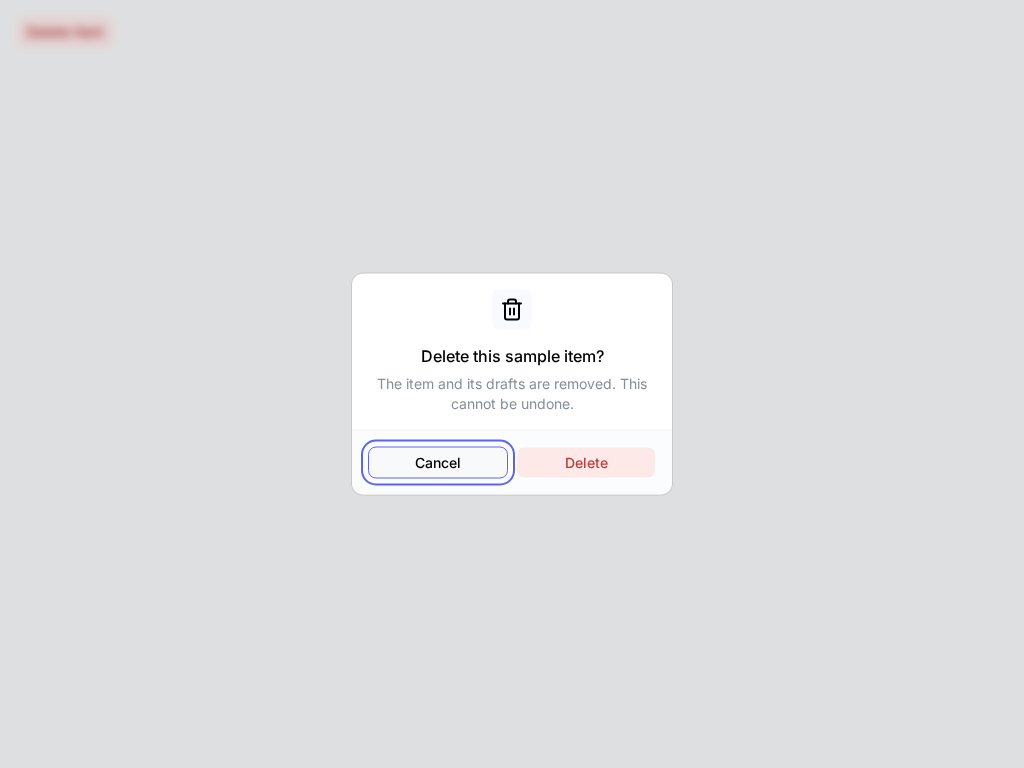 Delete this sample item?
The item and its drafts are removed. This
cannot be undone.
Cancel
Delete